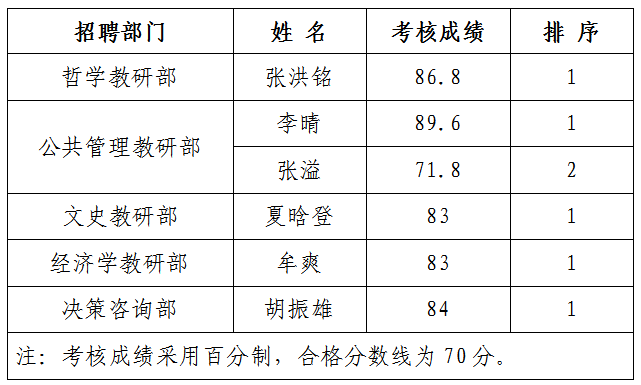 招聘部门 姓 名 考核成绩 排 序
哲学教研部 张洪铭 86.8 1
公共管理教研部 李晴 89.6 1
张溢 71.8 2
文史教研部 夏晗登 83 1
经济学教研部 牟爽 83 1
决策咨询部 胡振雄 84 1
注：考核成绩采用百分制，合格分数线为70分。